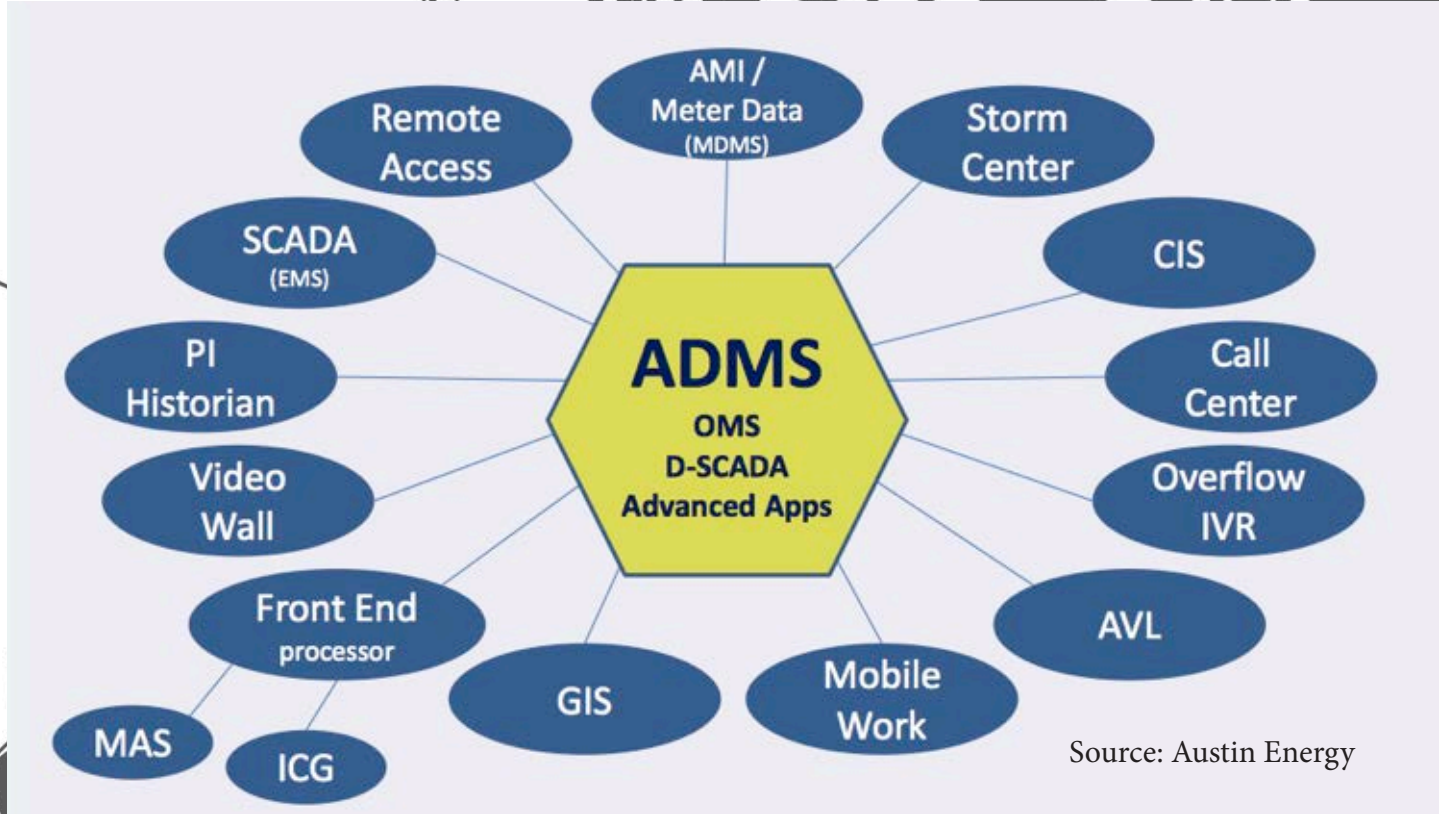 AMI /
Meter Data
(MDMS)
Remote
Access
Storm
Center
SCADA
(EMS)
CIS
PI
Historian
Call
Center
ADMS
OMS
D-SCADA
Advanced Apps
Video
Wall
Overflow
IVR
Front End
processor
AVL
GIS
Mobile
Work
MAS
ICG
Source: Austin Energy